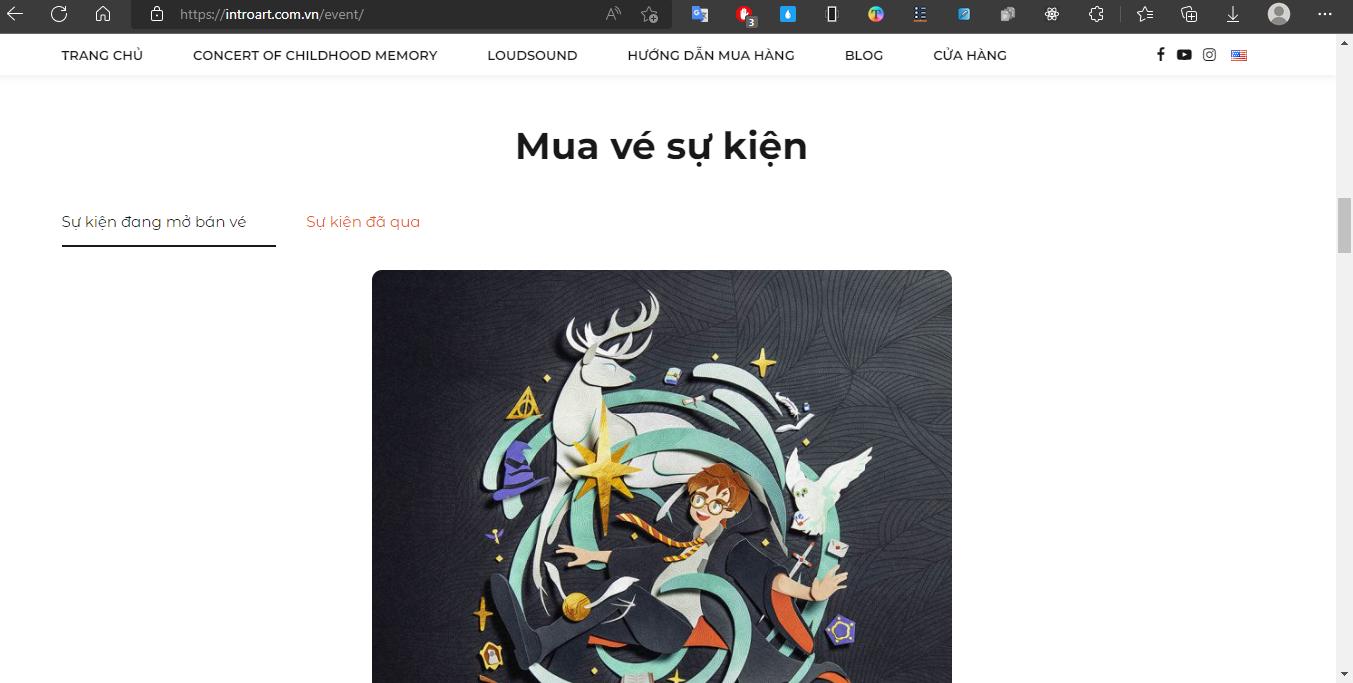 https://introart.com.vn/event/
3
TRANG CHỦ CONCERT OF CHILDHOOD MEMORY LOUDSOUND HƯỚNG DẪN MUA HÀNG BLOG CỬA HÀNG
Mua vé sự kiện
Sự kiện đang mở bán vé Sự kiện đã qua